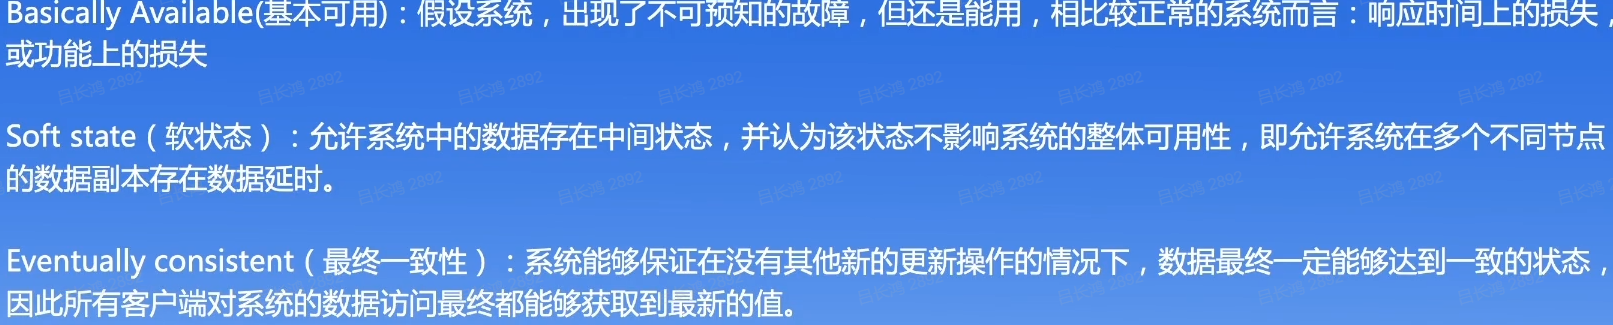 Basically Available(基本可用)：假设系统，出现了不可预知的故障，但还是能用，相比较正常的系统而言：响应时间上的损失，
或功能上的损失
Soft state（软状态）：允许系统中的数据存在中间状态，并认为该状态不影响系统的整体可用性，即允许系统在多个不同节点
的数据副本存在数据延时。
Eventually consistent（最终一致性）：系统能够保证在没有其他新的更新操作的情况下，数据最终一定能够达到一致的状态，
因此所有客户端对系统的数据访问最终都能够获取到最新的值。
吕长鸿 2892